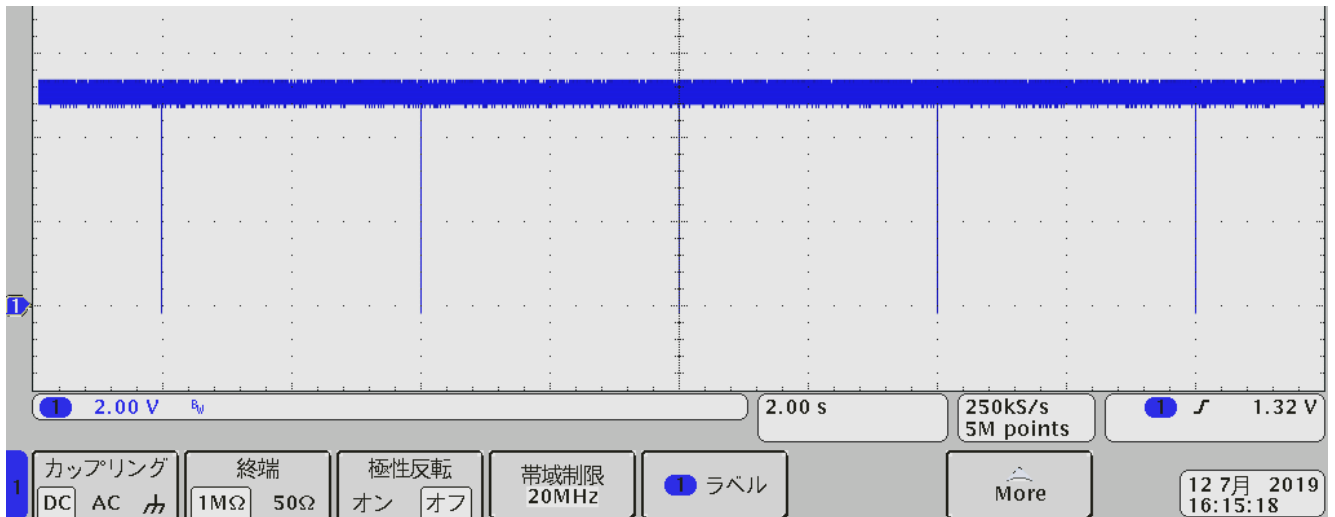 1
1 2.00 V BW
2.00 s
250kS/s
5M points
1 1.32 V
1
カップリング
DC AC
終端
1MΩ 50Ω
極性反転
オン オフ
帯域制限
20MHz
1 ラベル
More
12 7月 2019
16:15:18